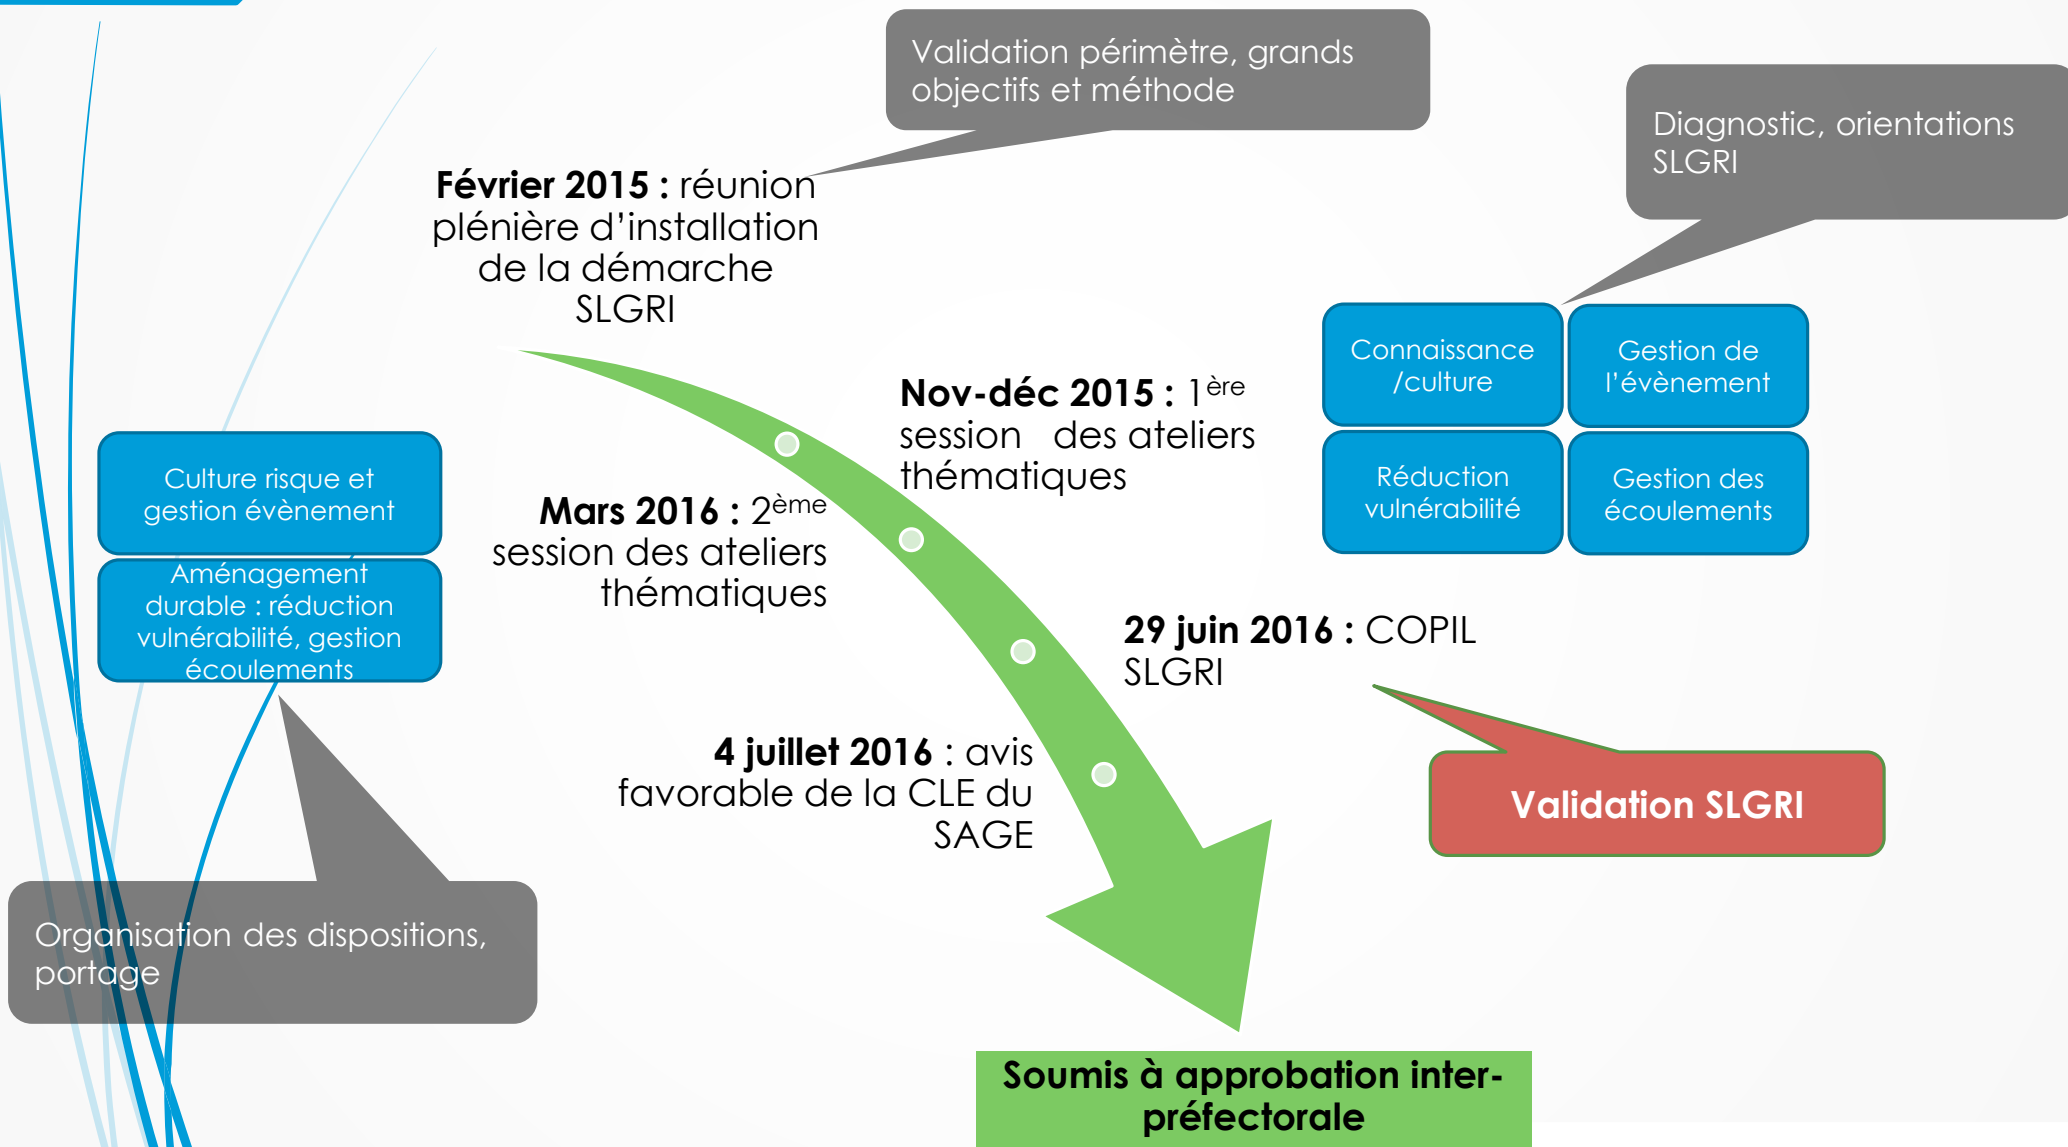 Validation périmètre, grands
objectifs et méthode
Diagnostic, orientations
SLGRI
Février 2015 : réunion
plénière d’installation
de la démarche
SLGRI
Connaissance
/culture
Gestion de
l’évènement
Réduction
vulnérabilité
Gestion des
écoulements
Nov-déc 2015 : 1ère
session des ateliers
thématiques
Culture risque et
gestion évènement
Aménagement
durable : réduction
vulnérabilité, gestion
écoulements
Mars 2016 : 2ème
session des ateliers
thématiques
29 juin 2016 : COPIL
SLGRI
4 juillet 2016 : avis
favorable de la CLE du
SAGE
Validation SLGRI
Organisation des dispositions,
portage
Soumis à approbation inter-
préfectorale